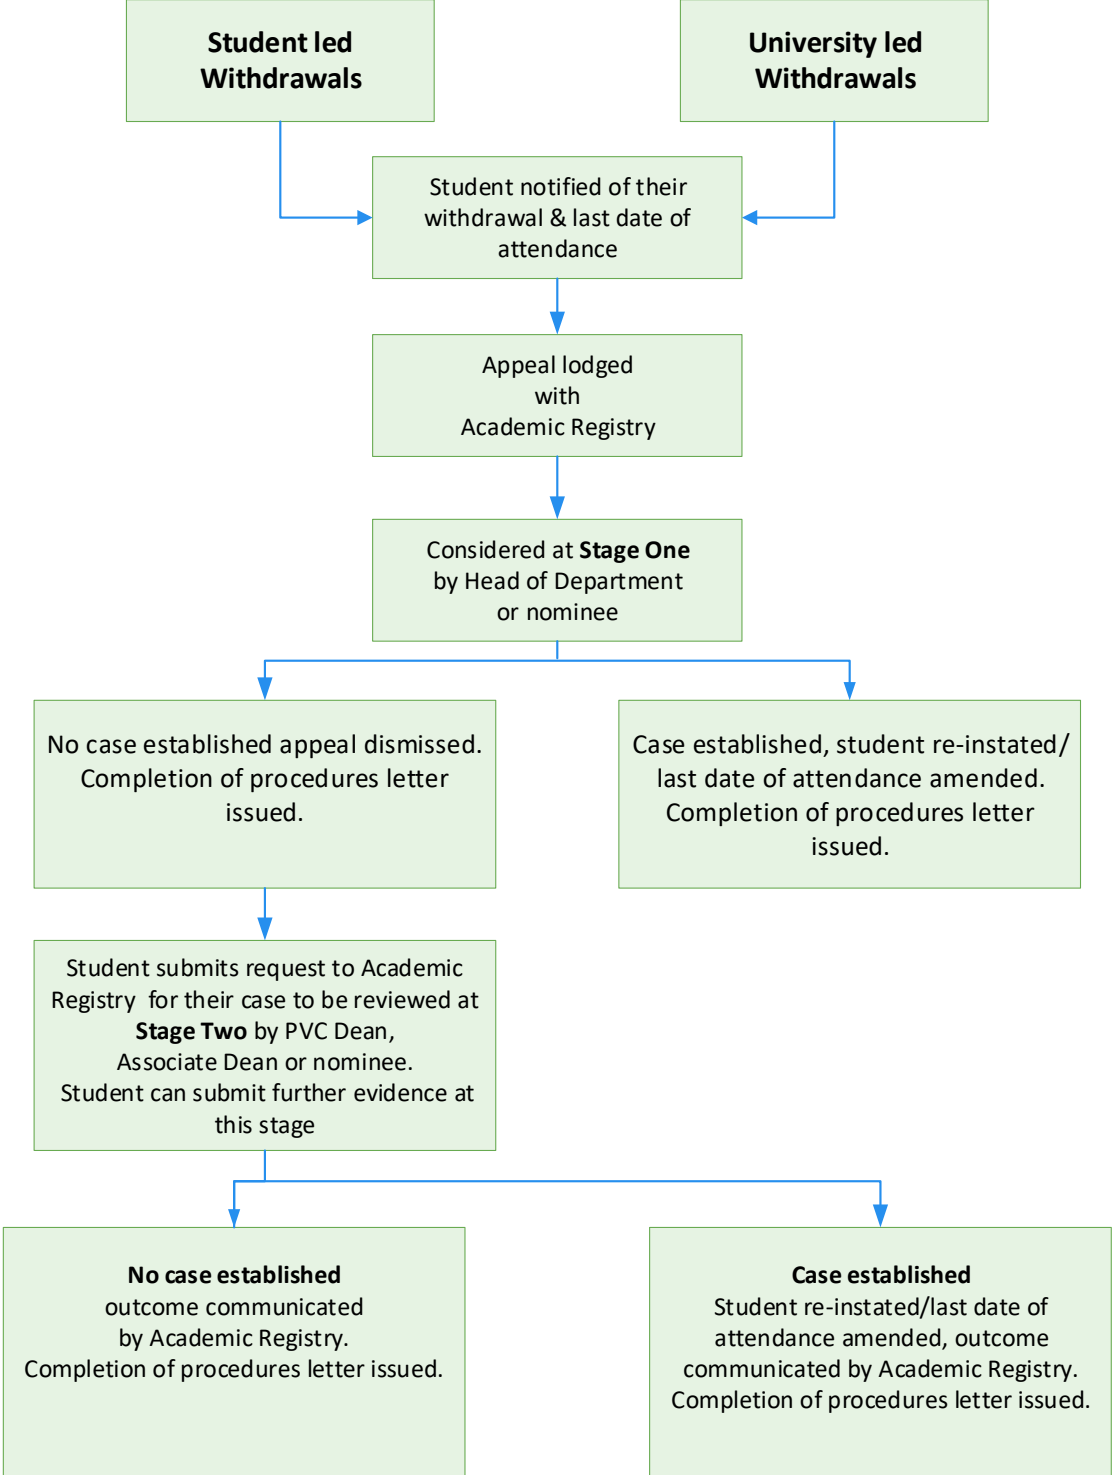 Student led
Withdrawals
University led
Withdrawals
Student notified of their
withdrawal & last date of
attendance
Appeal lodged
with
Academic Registry
Considered at Stage One
by Head of Department
or nominee
No case established appeal dismissed.
Completion of procedures letter
issued.
Case established, student re-instated/
last date of attendance amended.
Completion of procedures letter
issued.
Student submits request to Academic
Registry for their case to be reviewed at
Stage Two by PVC Dean,
Associate Dean or nominee.
Student can submit further evidence at
this stage
No case established
outcome communicated
by Academic Registry.
Completion of procedures letter issued.
Case established
Student re-instated/last date of
attendance amended, outcome
communicated by Academic Registry.
Completion of procedures letter issued.